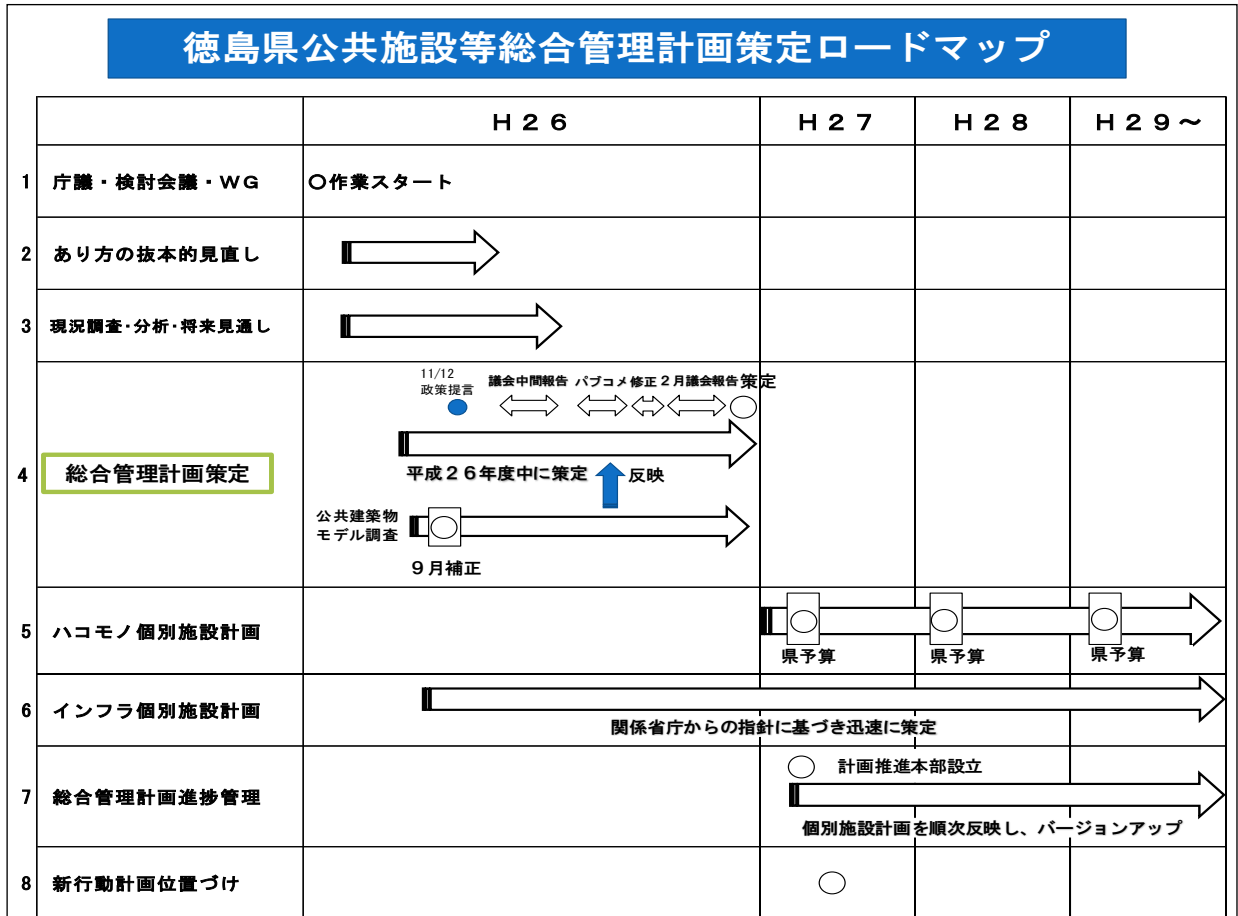 徳島県公共施設等総合管理計画策定ロードマップ
H26
H27
H28
H29～
1 庁議・検討会議・WG
〇作業スタート
2 あり方の抜本的見直し
3 現況調査・分析・将来見通し
11/12
政策提言
議会中間報告 パブコメ 修正 2月議会報告 策定
4 総合管理計画策定
平成26年度中に策定
反映
公共建築物
モデル調査
9月補正
5 ハコモノ個別施設計画
県予算
県予算
県予算
6 インフラ個別施設計画
関係省庁からの指針に基づき迅速に策定
計画推進本部設立
7 総合管理計画進捗管理
個別施設計画を順次反映し、バージョンアップ
8 新行動計画位置づけ